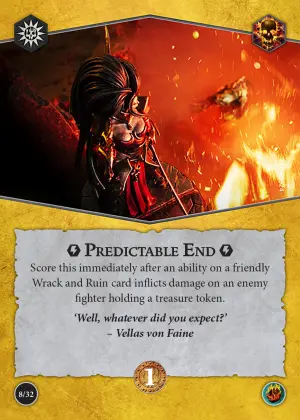 PREDICTABLE END
Score this immediately after an ability on a friendly
Wrack and Ruin card inflicts damage on an enemy
fighter holding a treasure token.
‘Well, whatever did you expect?’
– Vellas von Faine
1
8/32